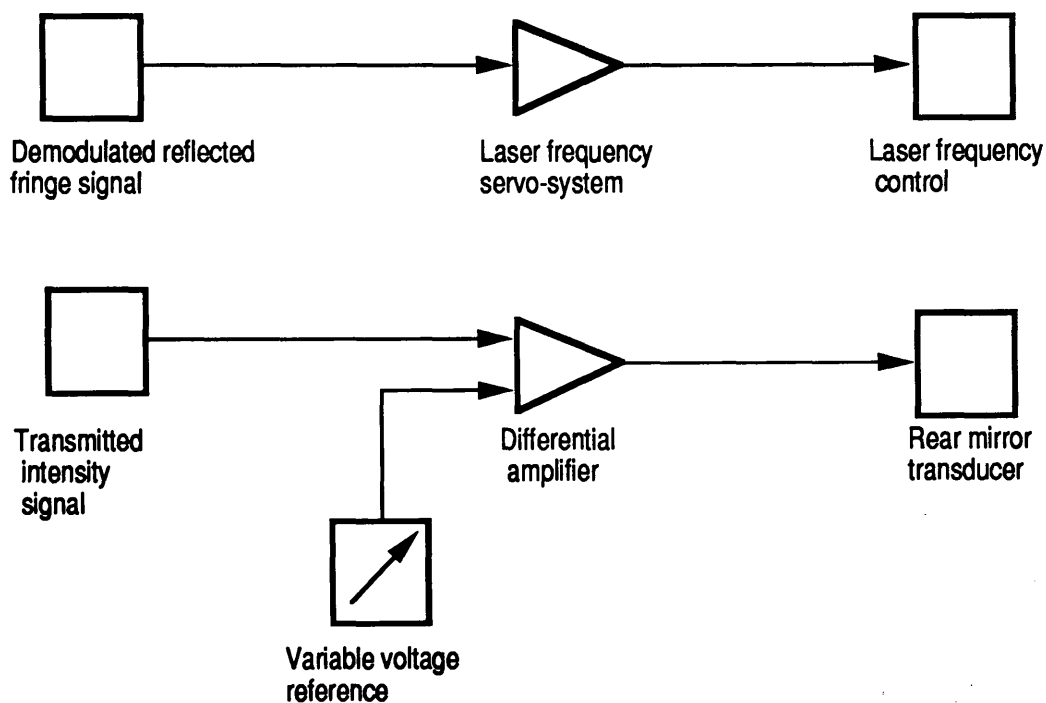 Demodulated reflected
fringe signal
Laser frequency
servo-system
Laser frequency
control
Transmitted
intensity
signal
Differential
amplifier
Rear mirror
transducer
Variable voltage
reference